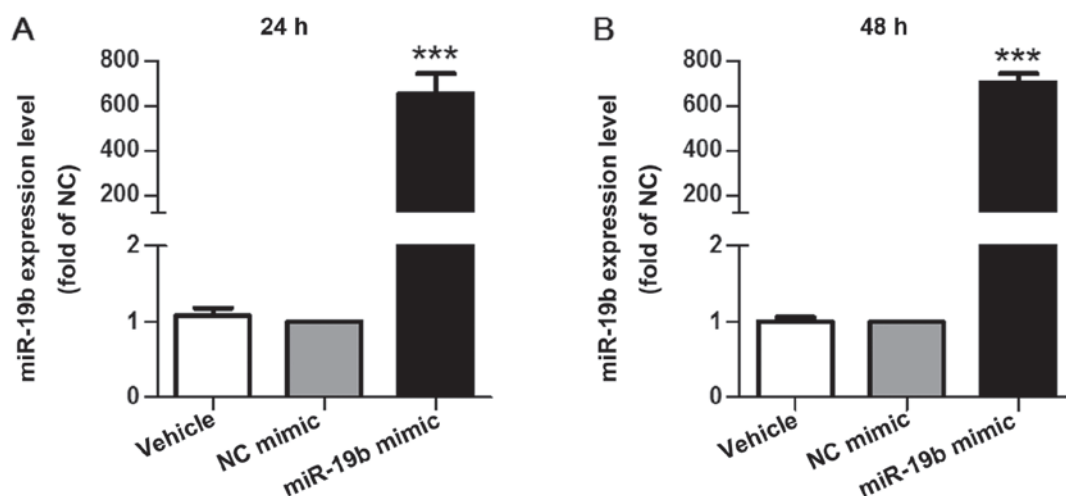 A
24 h
miR-19b expression level
(fold of NC)
800
600
400
200
2
1
0
***
Vehicle
NC mimic
miR-19b mimic
B
48 h
miR-19b expression level
(fold of NC)
800
600
400
200
2
1
0
***
Vehicle
NC mimic
miR-19b mimic